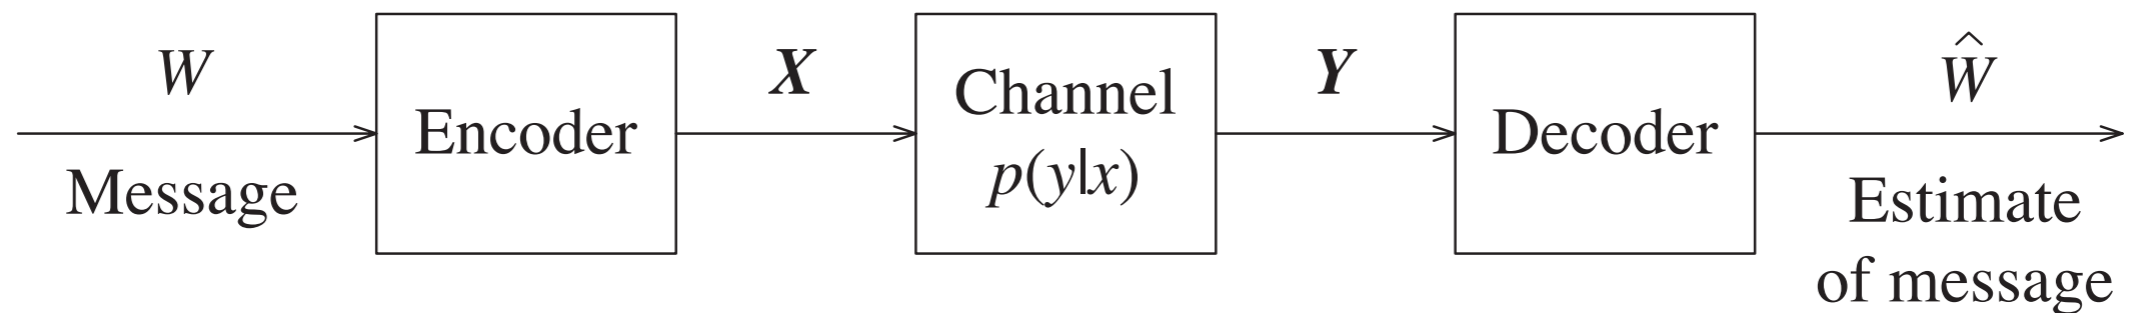 W
Message
Encoder
X
Channel
p(y|x)
Y
Decoder
Ŵ
Estimate
of message